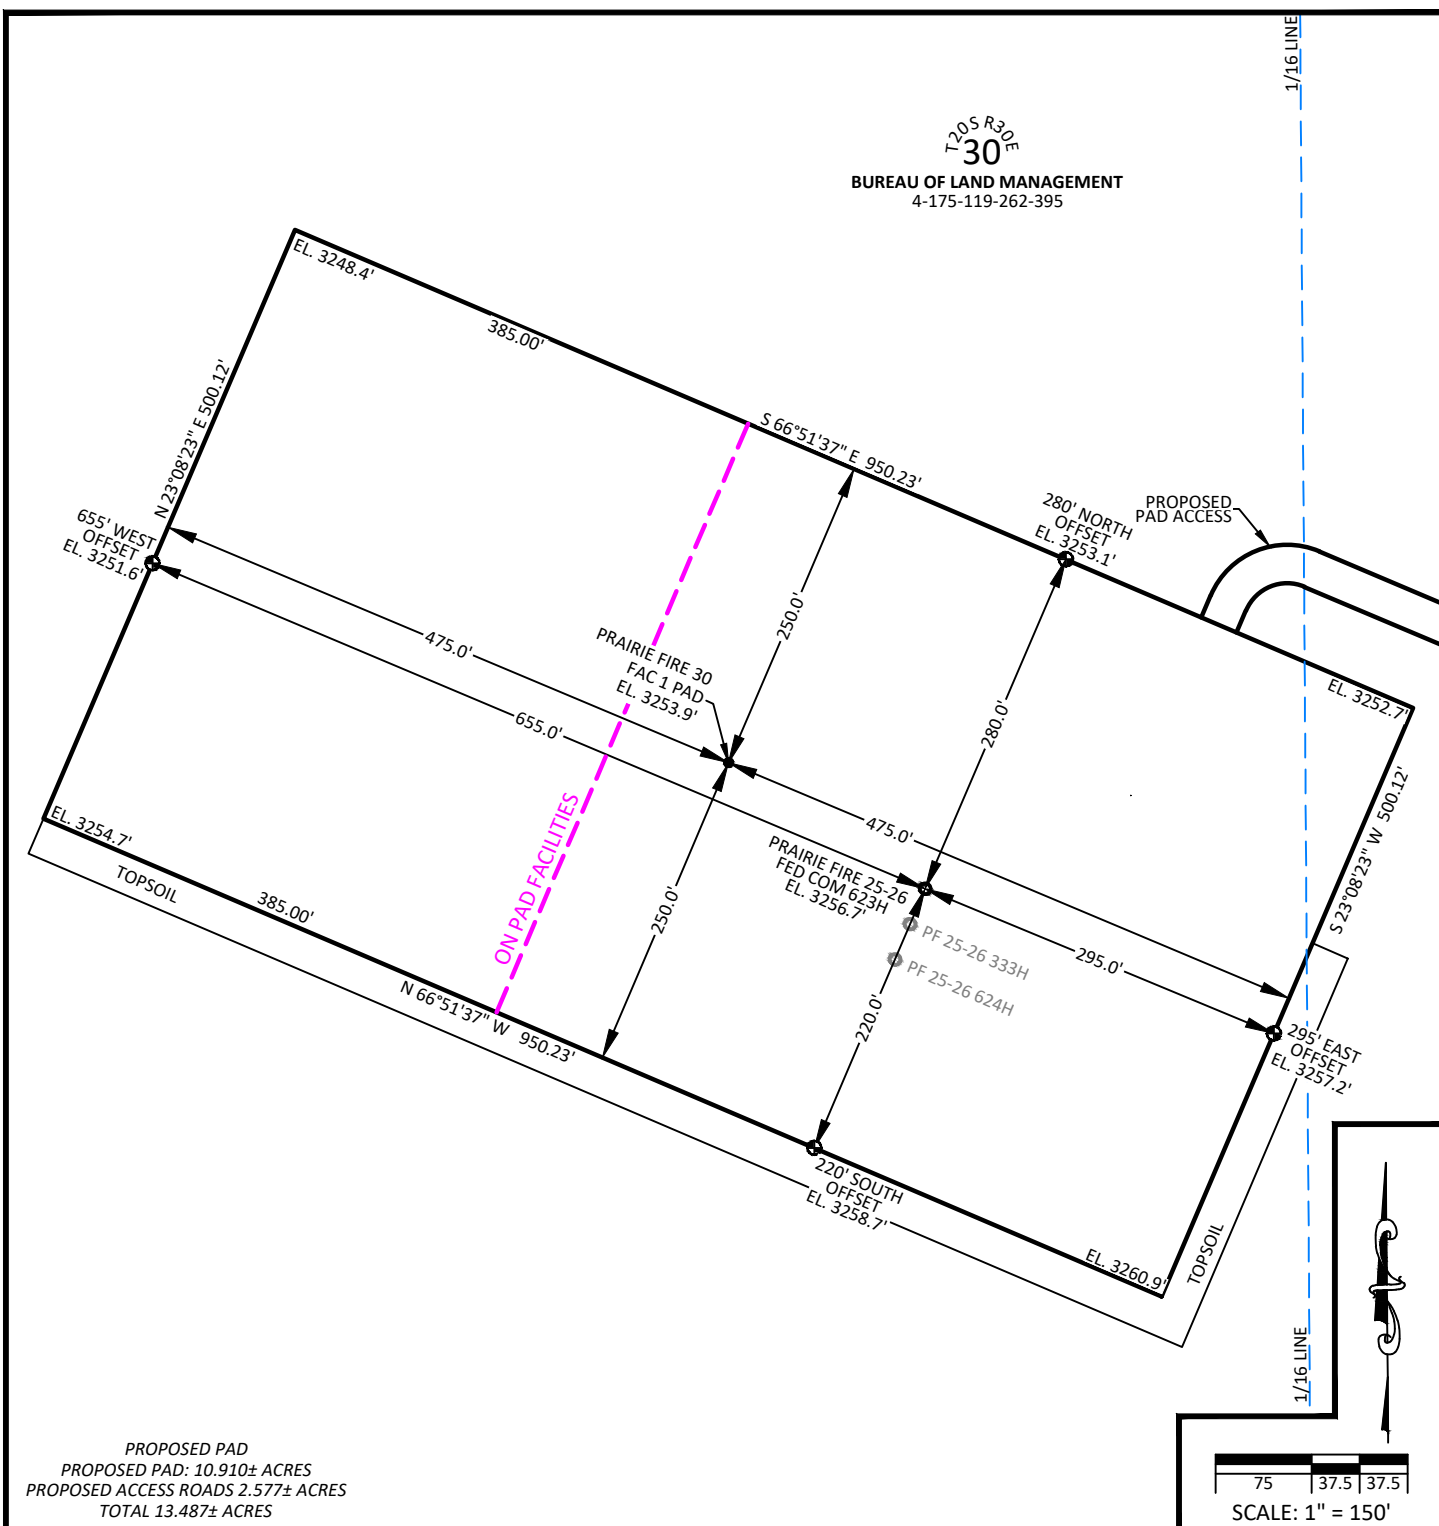 1/16 LINE
T20S R30E
30
BUREAU OF LAND MANAGEMENT
4-175-119-262-395
EL. 3248.4'
385.00'
N 23°08'23" E 500.12'
S 66°51'37" E 950.23'
655' WEST
OFFSET
EL. 3251.6'
280' NORTH
OFFSET
EL. 3253.1'
PROPOSED
PAD ACCESS
250.0'
475.0'
PRAIRIE FIRE 30
FAC 1 PAD
EL. 3253.9'
655.0'
280.0'
EL. 3252.7'
S 23°08'23" W 500.12'
EL. 3254.7'
TOPSOIL
385.00'
ON PAD FACILITIES
250.0'
475.0'
PRAIRIE FIRE 25-26
FED COM 623H
EL. 3256.7'
PF 25-26 333H
PF 25-26 624H
295.0'
220.0'
N 66°51'37" W 950.23'
295' EAST
OFFSET
EL. 3257.2'
220' SOUTH
OFFSET
EL. 3258.7'
EL. 3260.9'
TOPSOIL
1/16 LINE
PROPOSED PAD
PROPOSED PAD: 10.910± ACRES
PROPOSED ACCESS ROADS 2.577± ACRES
TOTAL 13.487± ACRES
75 37.5 37.5
SCALE: 1" = 150'